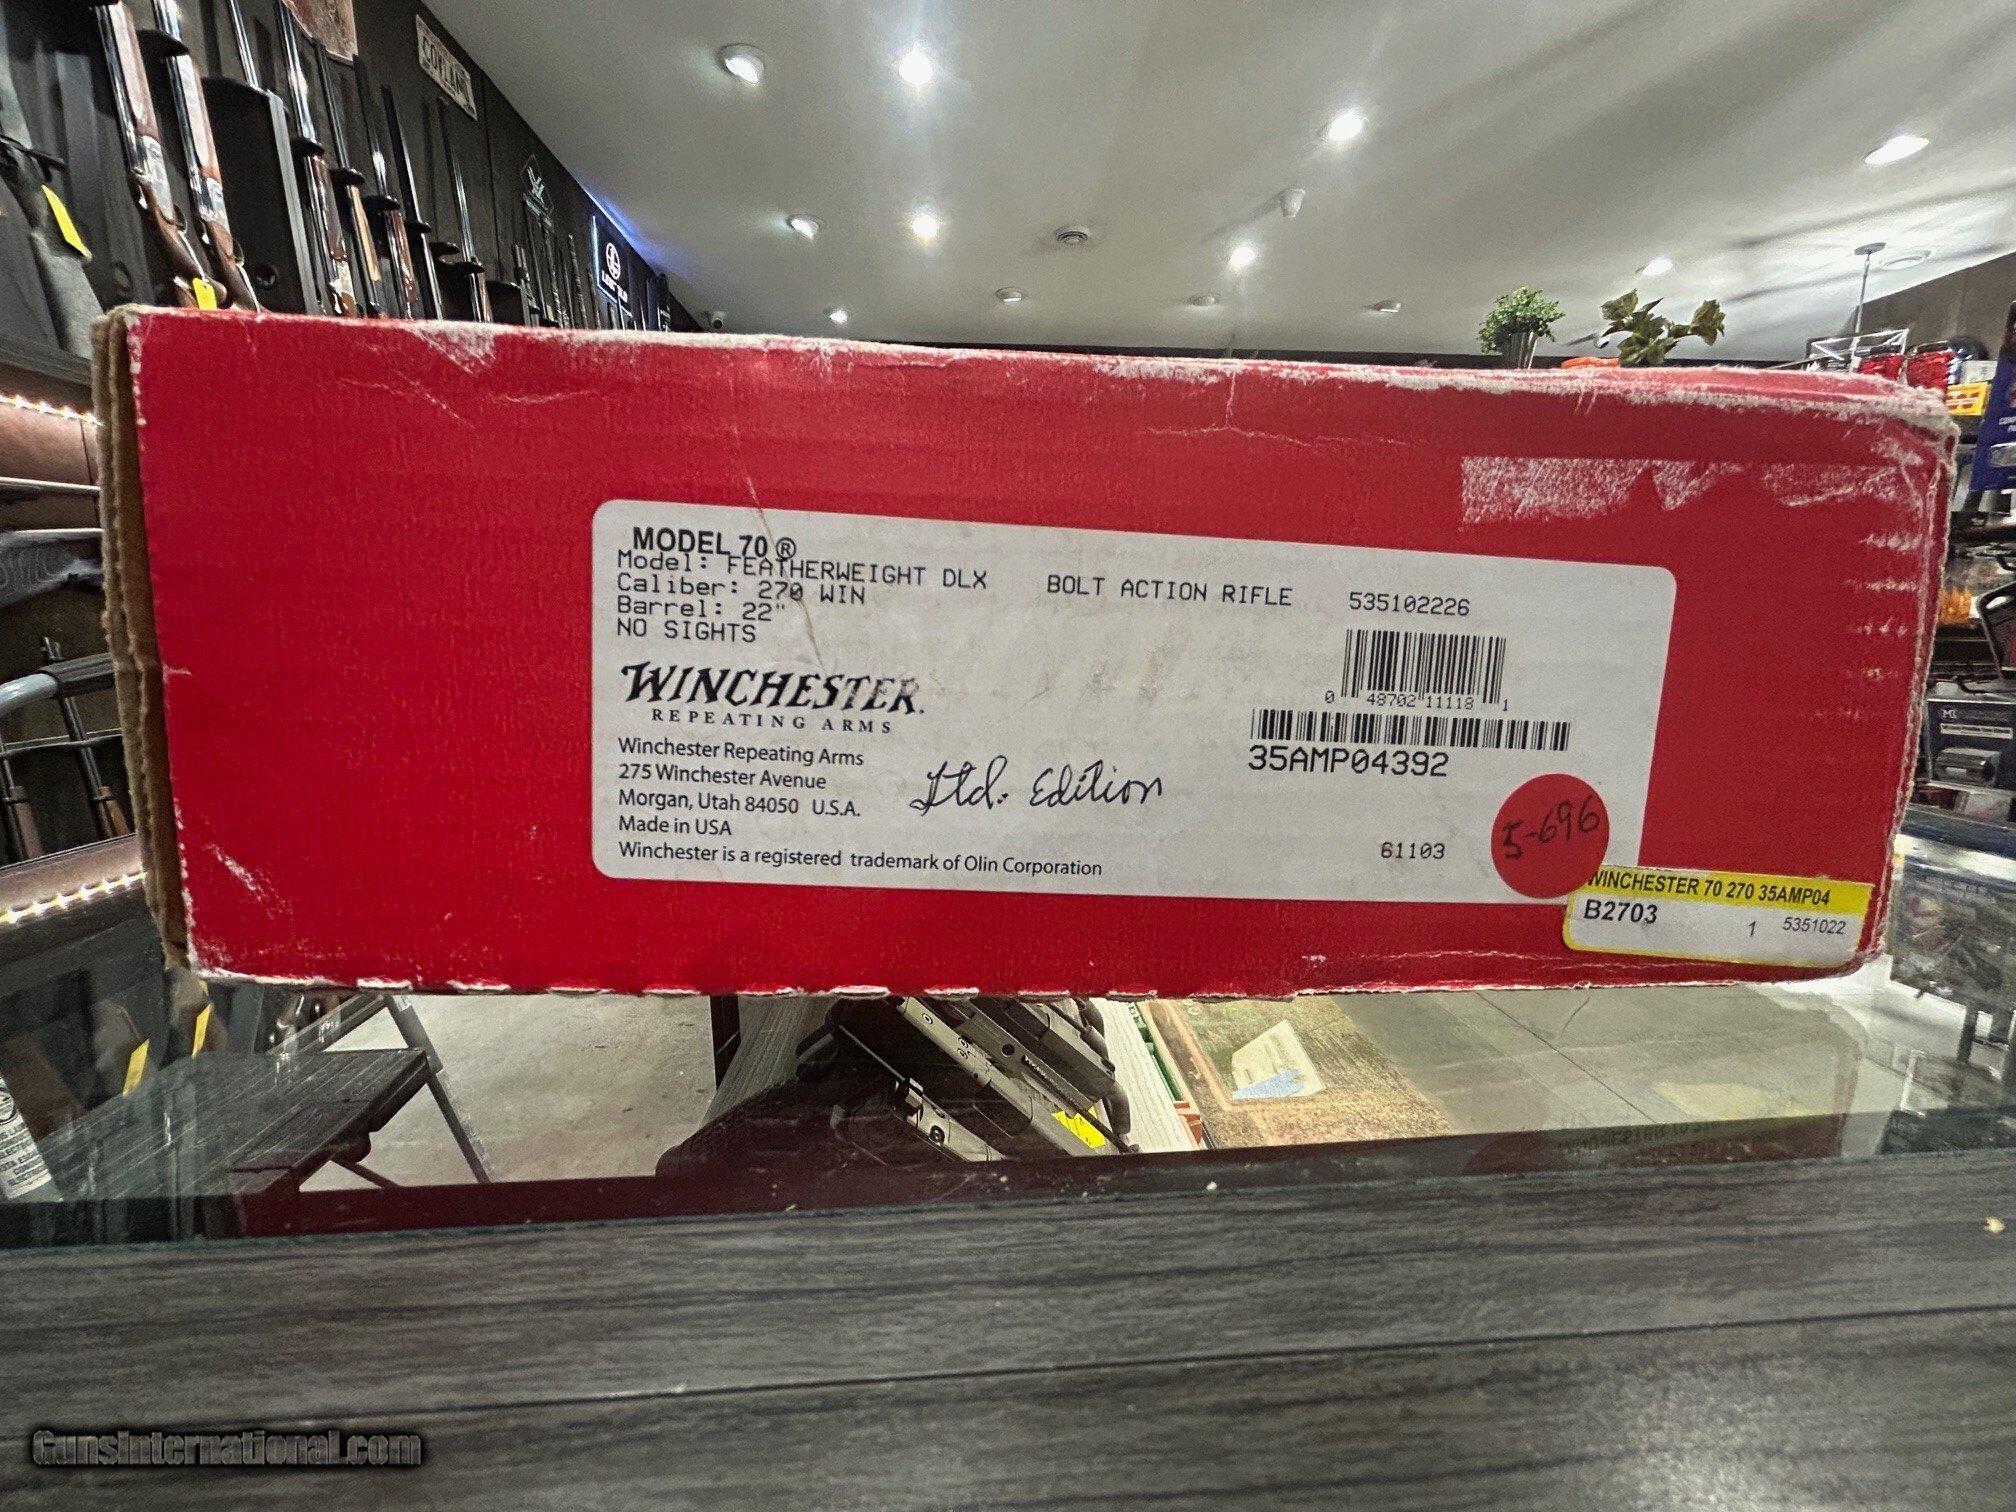 MODEL 70®
Model: FEATHERWEIGHT DLX BOLT ACTION RIFLE 535102226
Caliber: 270 WIN
Barrel: 22"
NO SIGHTS
0 48702 11118 1
WINCHESTER.
REPEATING ARMS
35AMP04392
Winchester Repeating Arms
275 Winchester Avenue
Morgan, Utah 84050 U.S.A.
Made in USA
Winchester is a registered trademark of Olin Corporation
Ltd. Edition
61103
5-696
WINCHESTER 70 270 35AMP04
B2703 1 5351022
GunsInternational.com